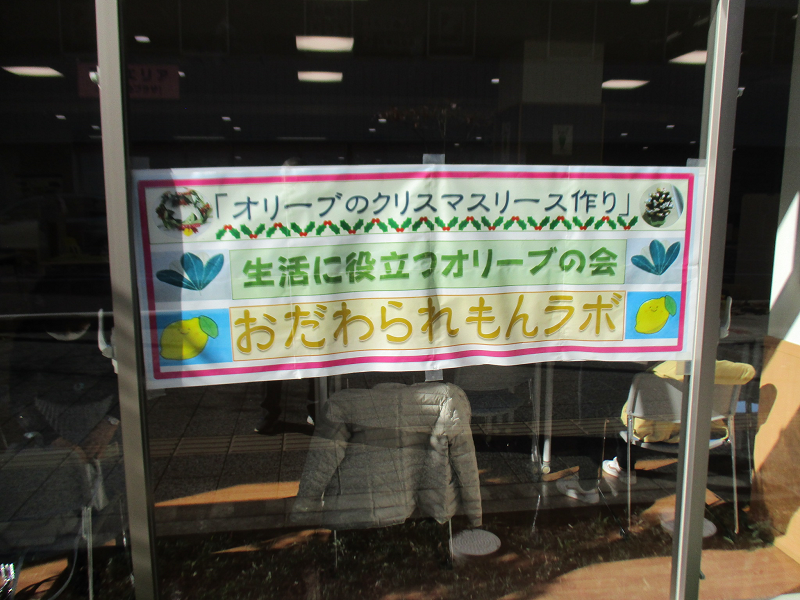 「オリーブのクリスマスリース作り」
生活に役立つオリーブの会
おだわられもんラボ